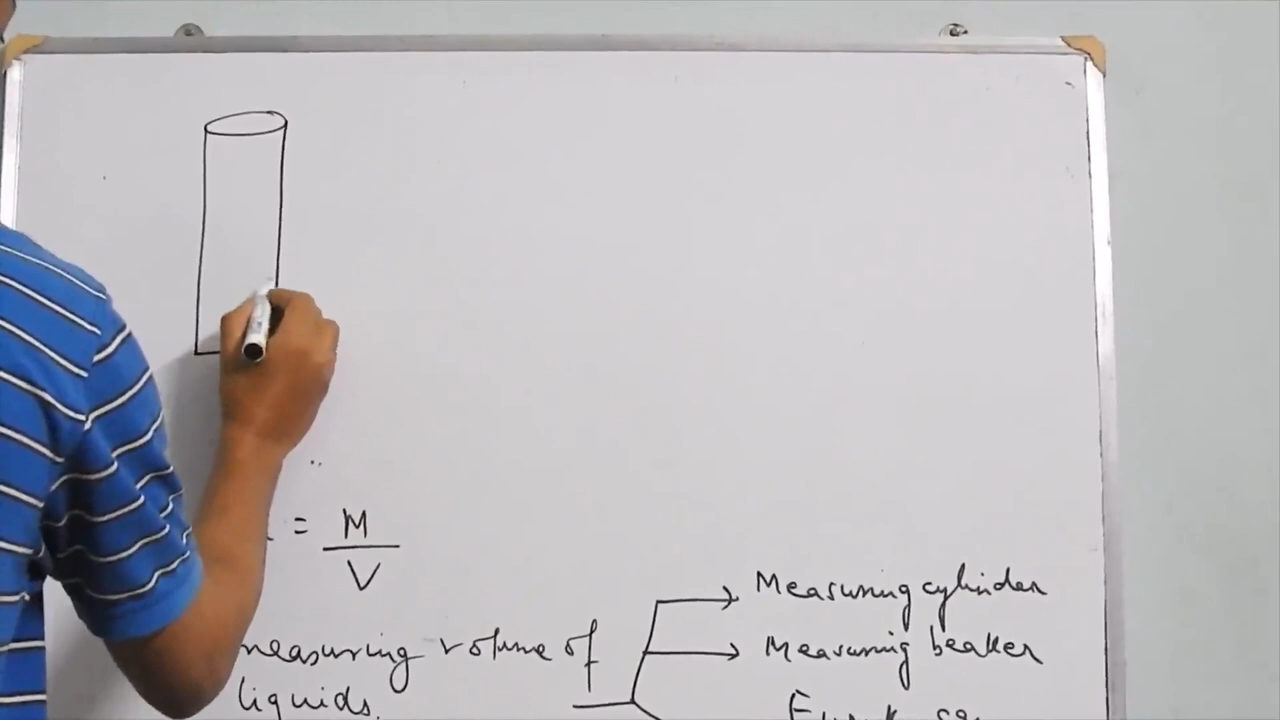 = M
V
Measuring cylinder
measuring volume of
Measuring beaker
liquids.